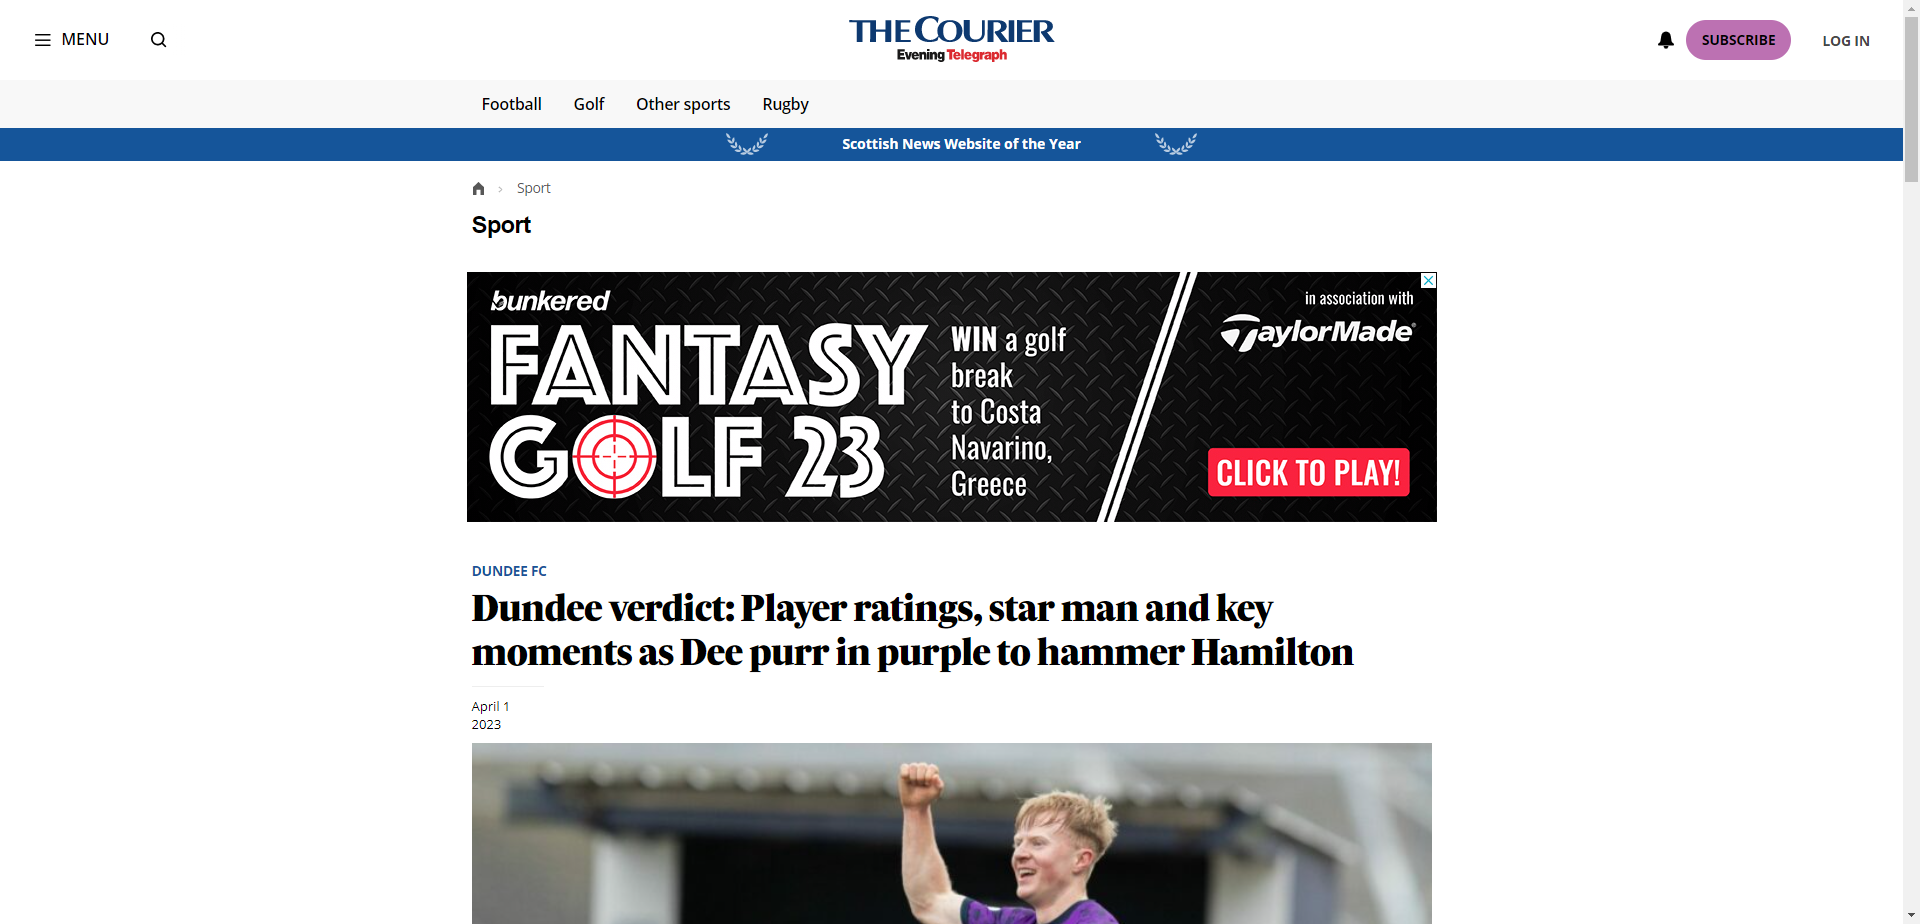 MENU
THE COURIER
Evening Telegraph
SUBSCRIBE
LOG IN
Football
Golf
Other sports
Rugby
Scottish News Website of the Year
Sport
Sport
bunkered
FANTASY
GOLF 23
WIN a golf
break
to Costa
Navarino,
Greece
in association with
TaylorMade
CLICK TO PLAY!
DUNDEE FC
Dundee verdict: Player ratings, star man and key
moments as Dee purr in purple to hammer Hamilton
April 1
2023